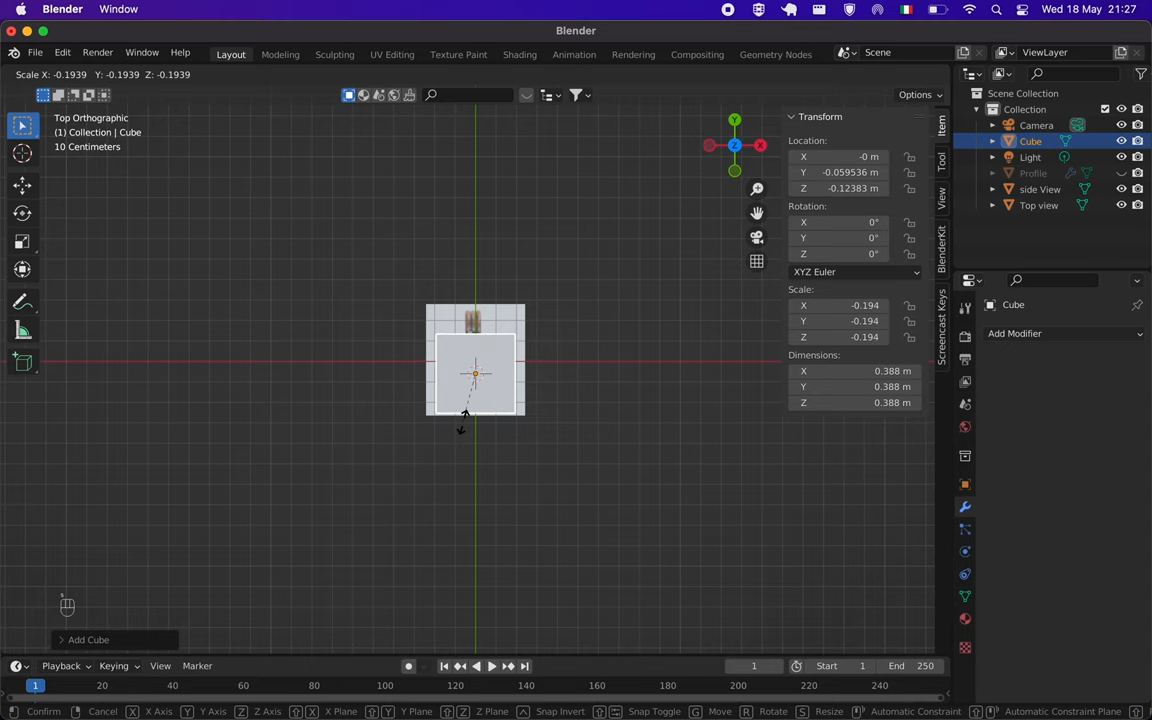 Blender File Edit Render Window Help
Wed 18 May 21:27
Blender
File Edit Render Window Help
Layout Modeling Sculpting UV Editing Texture Paint Shading Animation Rendering Compositing Geometry Nodes
Scene
ViewLayer
Scale X: -0.1939 Y: -0.1939 Z: -0.1939
Options
Top Orthographic
(1) Collection | Cube
10 Centimeters
Y
X
Z
Transform
Location:
X -0 m
Y -0.059536 m
Z -0.12383 m
Rotation:
X 0°
Y 0°
Z 0°
XYZ Euler
Scale:
X -0.194
Y -0.194
Z -0.194
Dimensions:
X 0.388 m
Y 0.388 m
Z 0.388 m
Item
Tool
View
BlenderKit
Screencast Keys
Scene Collection
Collection
Camera
Cube
Light
Profile
side View
Top view
Cube
Add Modifier
s
Add Cube
Playback Keying View Marker
1
Start 1
End 250
1 20 40 60 80 100 120 140 160 180 200 220 240
Confirm Cancel X X Axis Y Y Axis Z Z Axis X X Plane Y Y Plane Z Z Plane Snap Invert Snap Toggle G Move R Rotate S Resize Automatic Constraint Automatic Constraint Plane